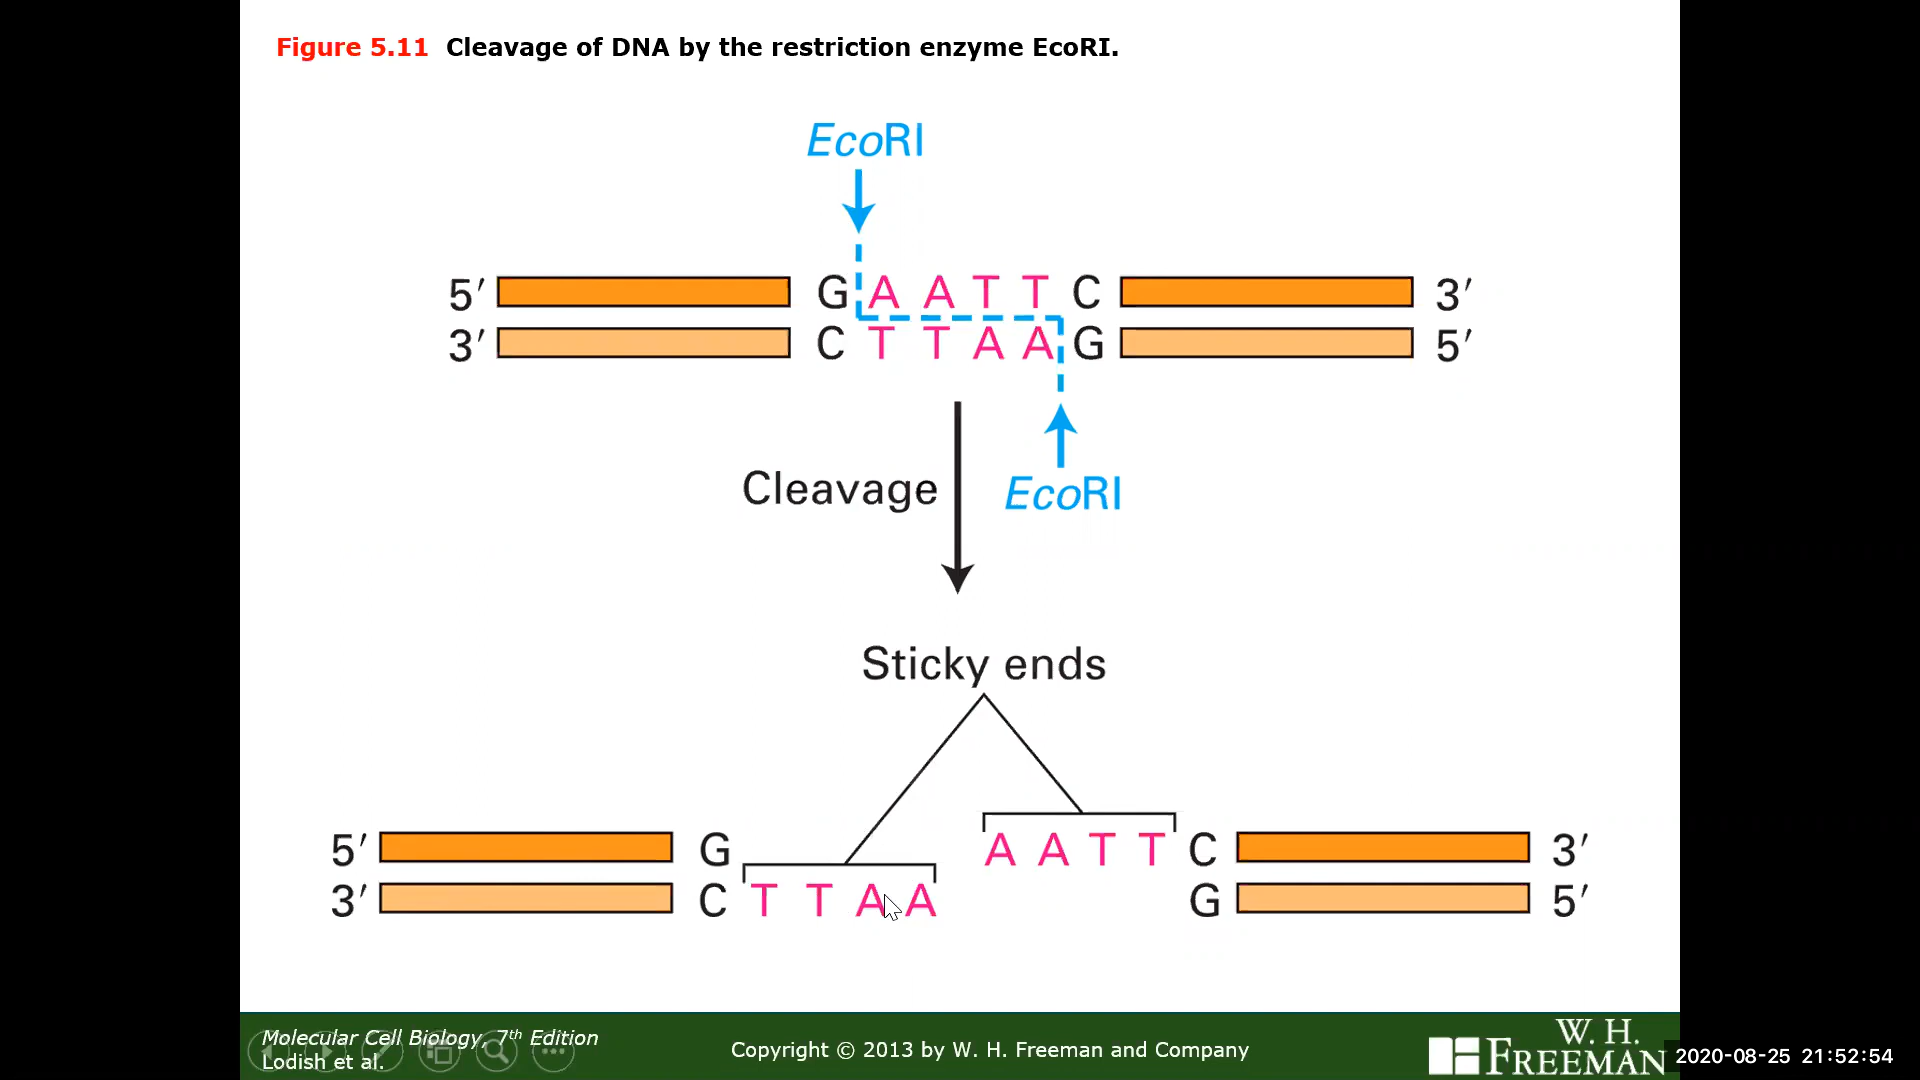 Figure 5.11 Cleavage of DNA by the restriction enzyme EcoRI.
EcoRI
5′ G A A T T C 3′
3′ C T T A A G 5′
Cleavage
EcoRI
Sticky ends
5′ G A A T T C 3′
3′ C T T A A G 5′
Molecular Cell Biology, 7th Edition
Lodish et al.
Copyright © 2013 by W. H. Freeman and Company
W. H.
FREEMAN
2020-08-25 21:52:54